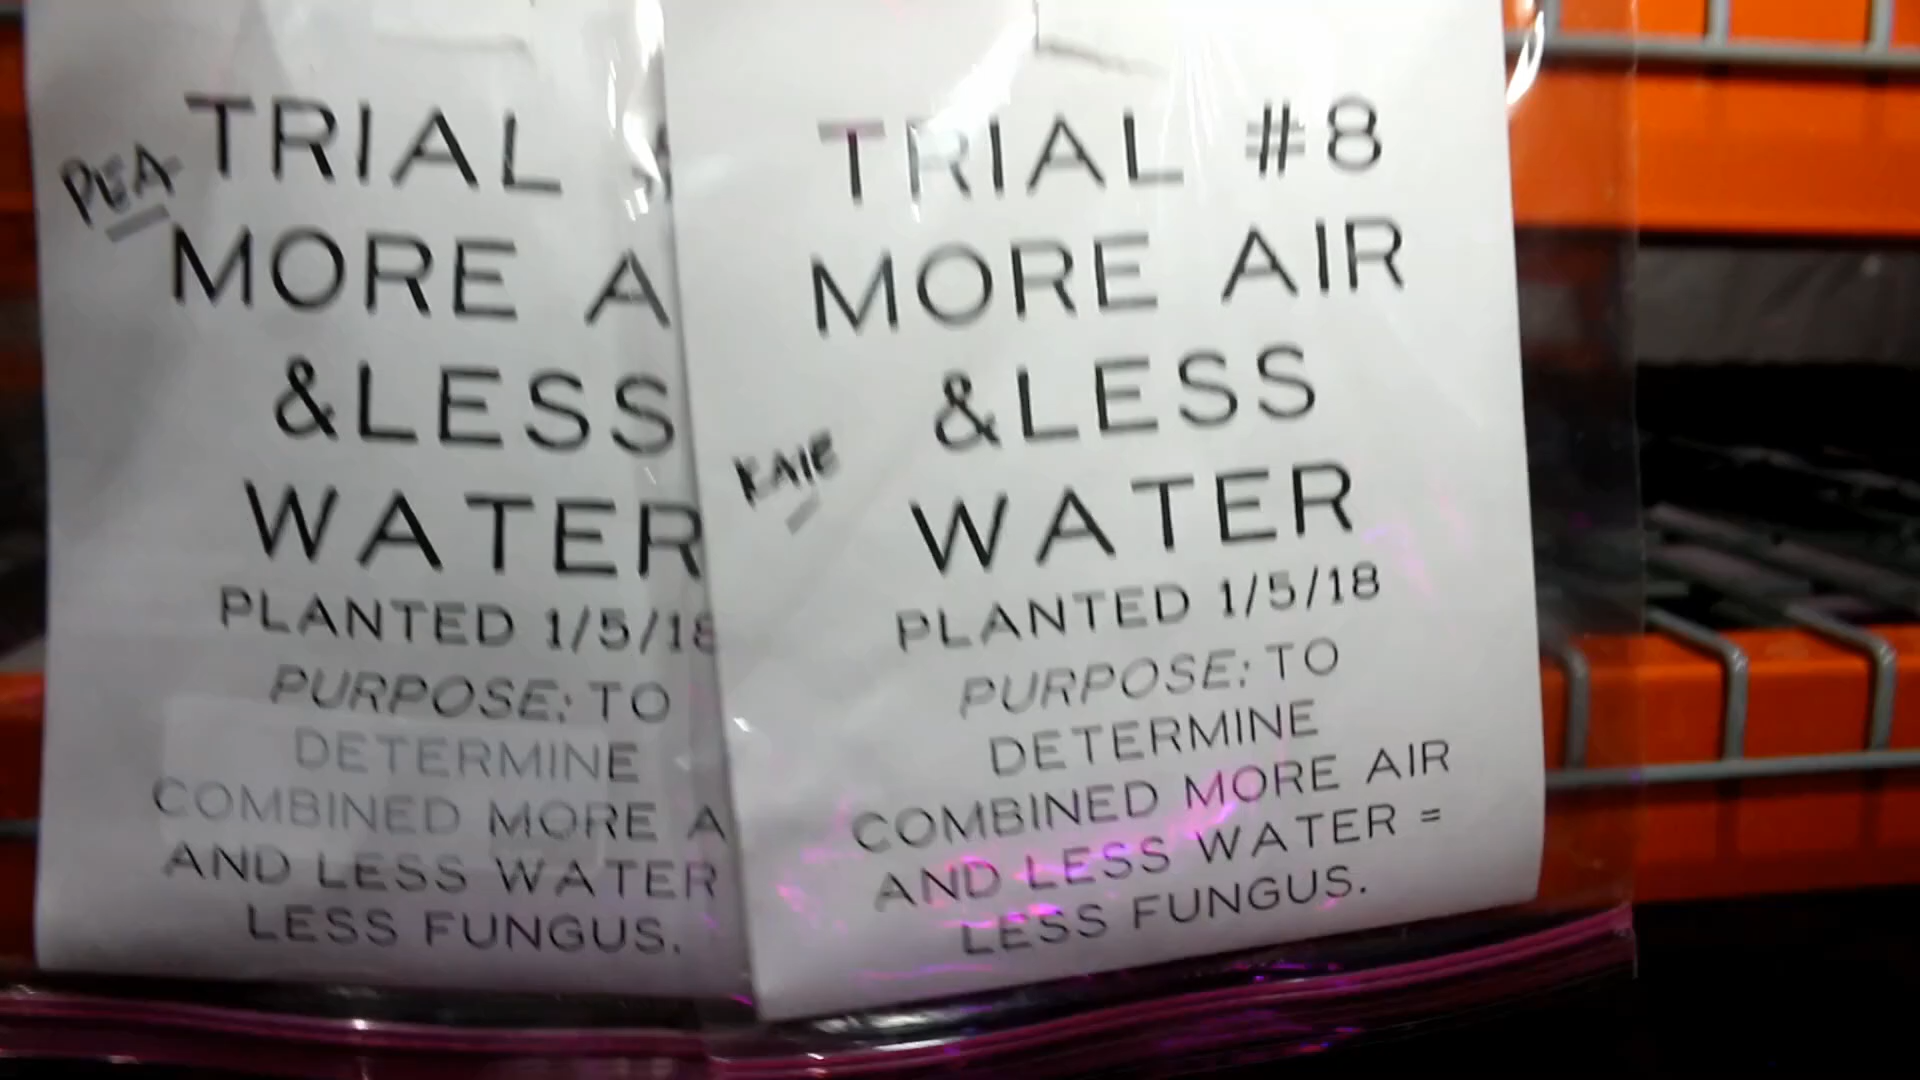 PEA
TRIAL
MORE A
&LESS
WATER
PLANTED 1/5/18
PURPOSE: TO
DETERMINE
COMBINED MORE A
AND LESS WATER
LESS FUNGUS.
KALE
TRIAL #8
MORE AIR
&LESS
WATER
PLANTED 1/5/18
PURPOSE: TO
DETERMINE
COMBINED MORE AIR
AND LESS WATER =
LESS FUNGUS.